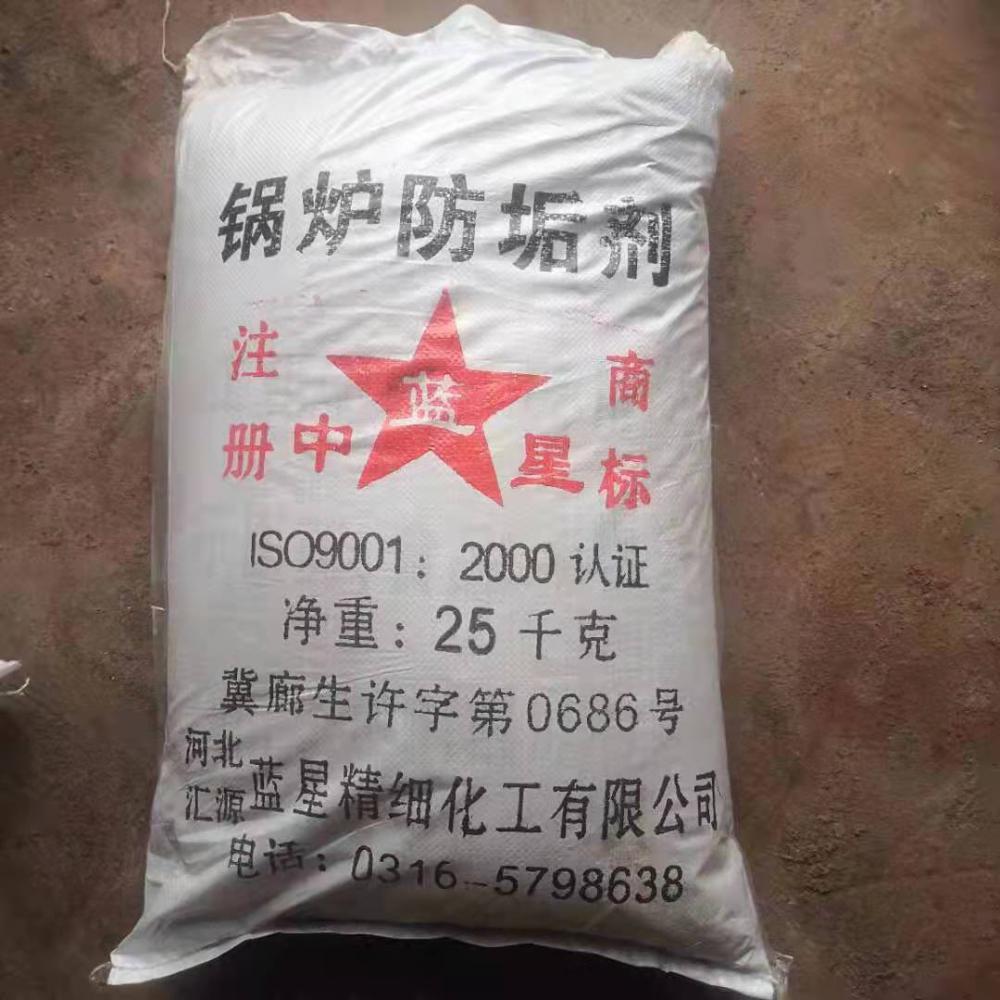 锅炉防垢剂
注册 商标
中蓝星
ISO9001：2000 认证
净重：25千克
冀廊生许字第0686号
河北汇源蓝星精细化工有限公司
电话：0316-5798638